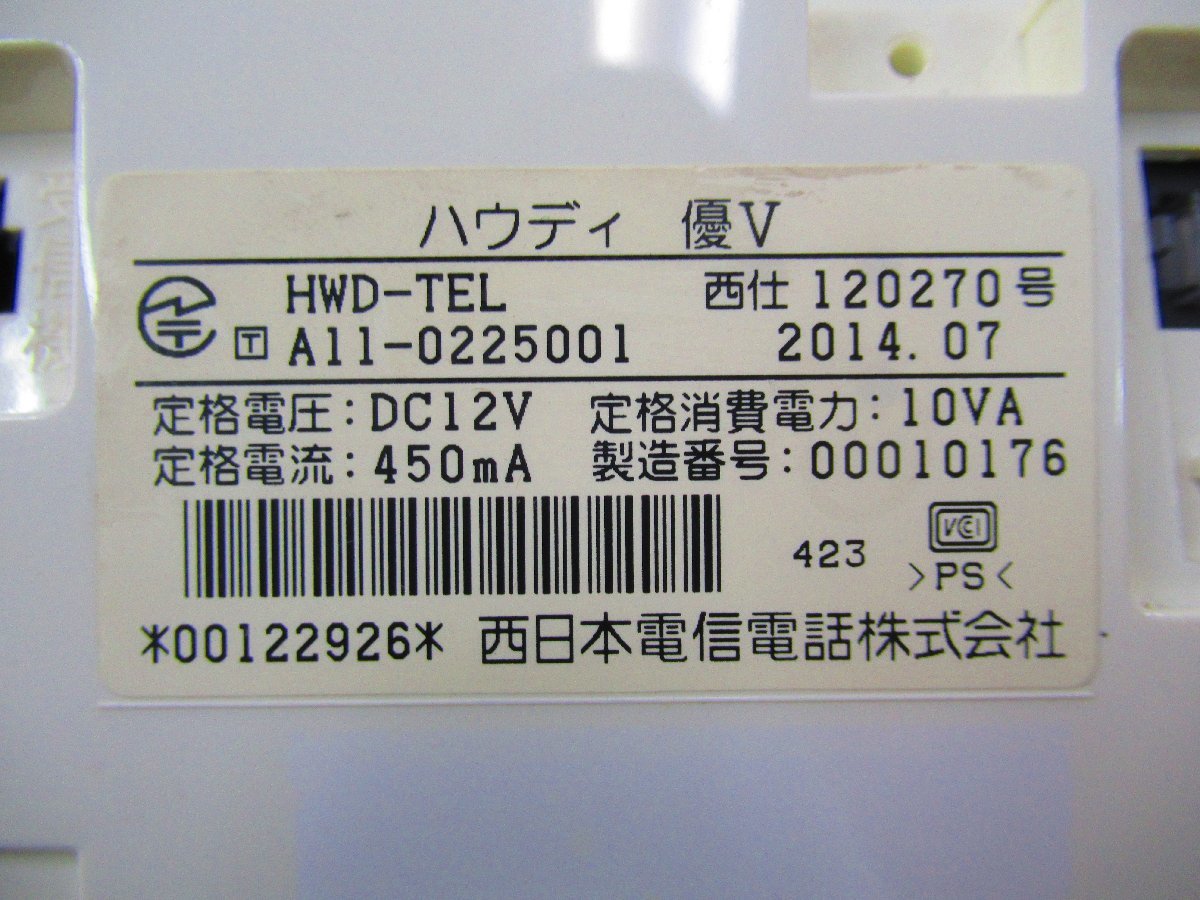 ハウディ 優V
HWD-TEL 西仕 120270号
T A11-0225001 2014.07
定格電圧:DC12V 定格消費電力:10VA
定格電流:450mA 製造番号:00010176
VCI
423 >PS<
*00122926* 西日本電信電話株式会社